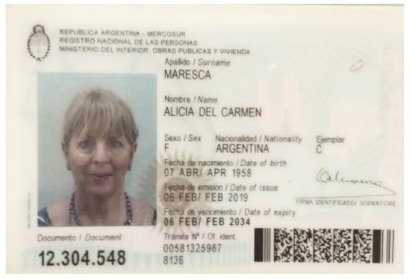 REPUBLICA ARGENTINA - MERCOSUR
REGISTRO NACIONAL DE LAS PERSONAS
MINISTERIO DEL INTERIOR, OBRAS PUBLICAS Y VIVIENDA
Apellido / Surname
MARESCA
Nombre / Name
ALICIA DEL CARMEN
Sexo / Sex Nacionalidad / Nationality Ejemplar
F ARGENTINA C
Fecha de nacimiento / Date of birth
07 ABR/ APR 1958
Fecha de emisión / Date of issue
06 FEB/ FEB 2019
FIRMA IDENTIFICADO/ SIGNATURE
Fecha de vencimiento / Date of expiry
06 FEB/ FEB 2034
Documento / Document Trámite Nº / Of. ident.
12.304.548 00581325987
8136